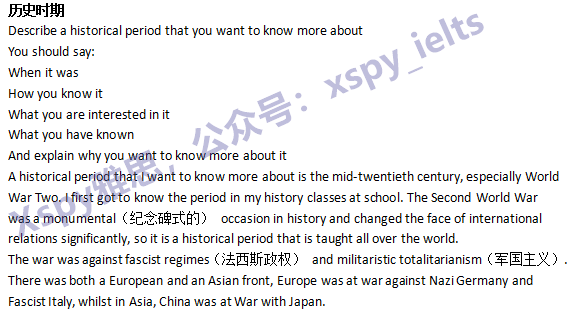 历史时期
Describe a historical period that you want to know more about
You should say:
When it was
How you know it
What you are interested in it
What you have known
And explain why you want to know more about it
A historical period that I want to know more about is the mid-twentieth century, especially World
War Two. I first got to know the period in my history classes at school. The Second World War
was a monumental（纪念碑式的） occasion in history and changed the face of international
relations significantly, so it is a historical period that is taught all over the world.
The war was against fascist regimes（法西斯政权） and militaristic totalitarianism（军国主义）.
There was both a European and an Asian front, Europe was at war against Nazi Germany and
Fascist Italy, whilst in Asia, China was at War with Japan.
xspy雅思，公众号：xspy_ielts